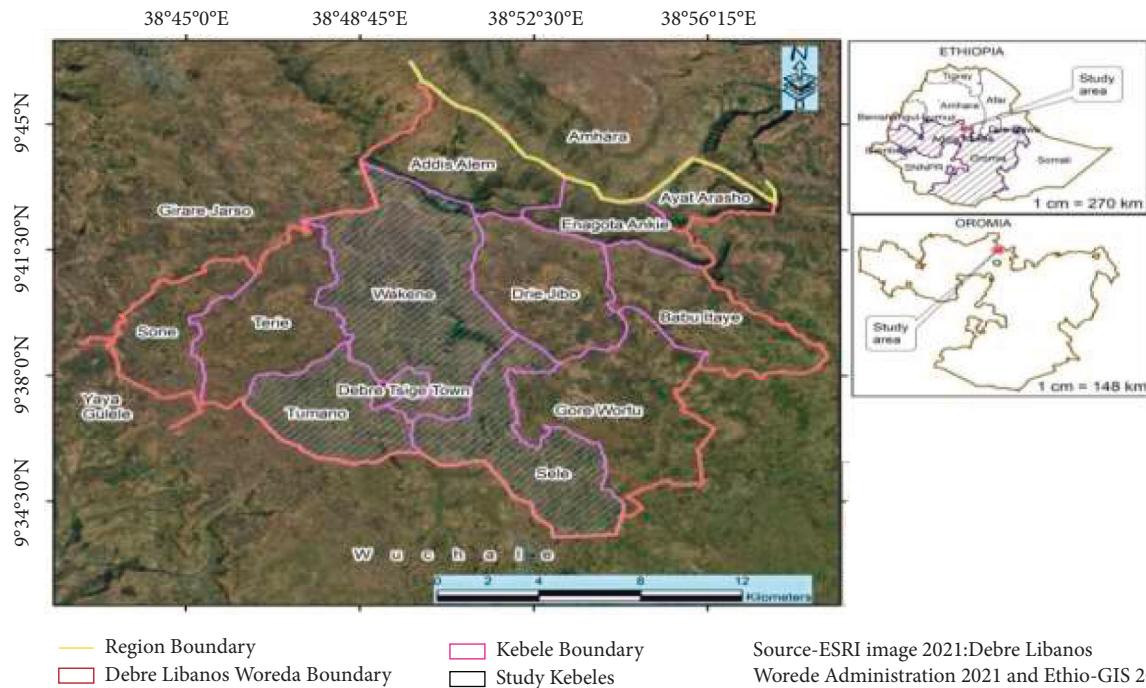 38°45′0″E 38°48′45″E 38°52′30″E 38°56′15″E
9°45′N
9°41′30″N
9°38′0″N
9°34′30″N
N
Amhara
Addis Alem
Ayat Arasho
Girare Jarso
Enagota Ankie
Wakene
Drie Jibo
Babu Itaye
Sone
Terie
Debre Tsige Town
Yaya
Gulele
Tumano
Gore Wortu
Sele
Wuchale
0 2 4 8 12
Kilometers
ETHIOPIA
Tigray
Afar
Amhara
Study
area
Oromia
Somali
SNNPR
1 cm = 270 km
OROMIA
Study
area
1 cm = 148 km
Region Boundary
Debre Libanos Woreda Boundary
Kebele Boundary
Study Kebeles
Source-ESRI image 2021:Debre Libanos
Worede Administration 2021 and Ethio-GIS 2